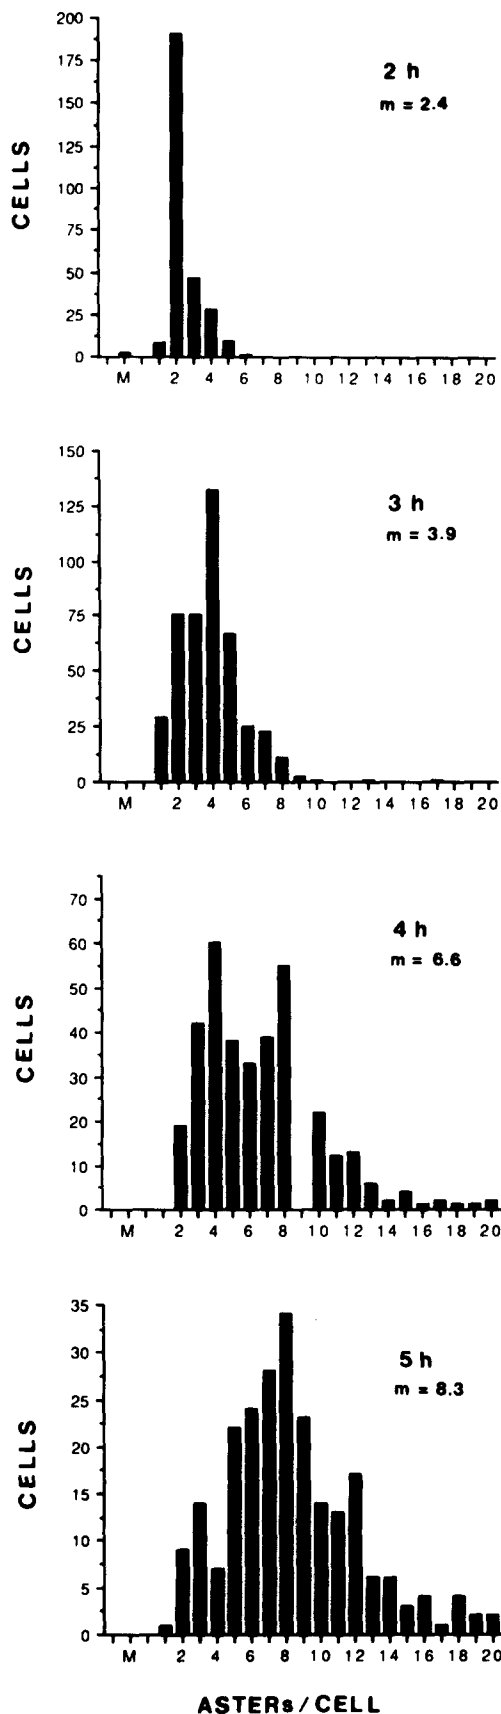 200
175
150
125
100
75
50
25
0
CELLS
2 h
m = 2.4
M 2 4 6 8 10 12 14 16 18 20
150
125
100
75
50
25
0
CELLS
3 h
m = 3.9
M 2 4 6 8 10 12 14 16 18 20
70
60
50
40
30
20
10
0
CELLS
4 h
m = 6.6
M 2 4 6 8 10 12 14 16 18 20
35
30
25
20
15
10
5
0
CELLS
5 h
m = 8.3
M 2 4 6 8 10 12 14 16 18 20
ASTERs / CELL